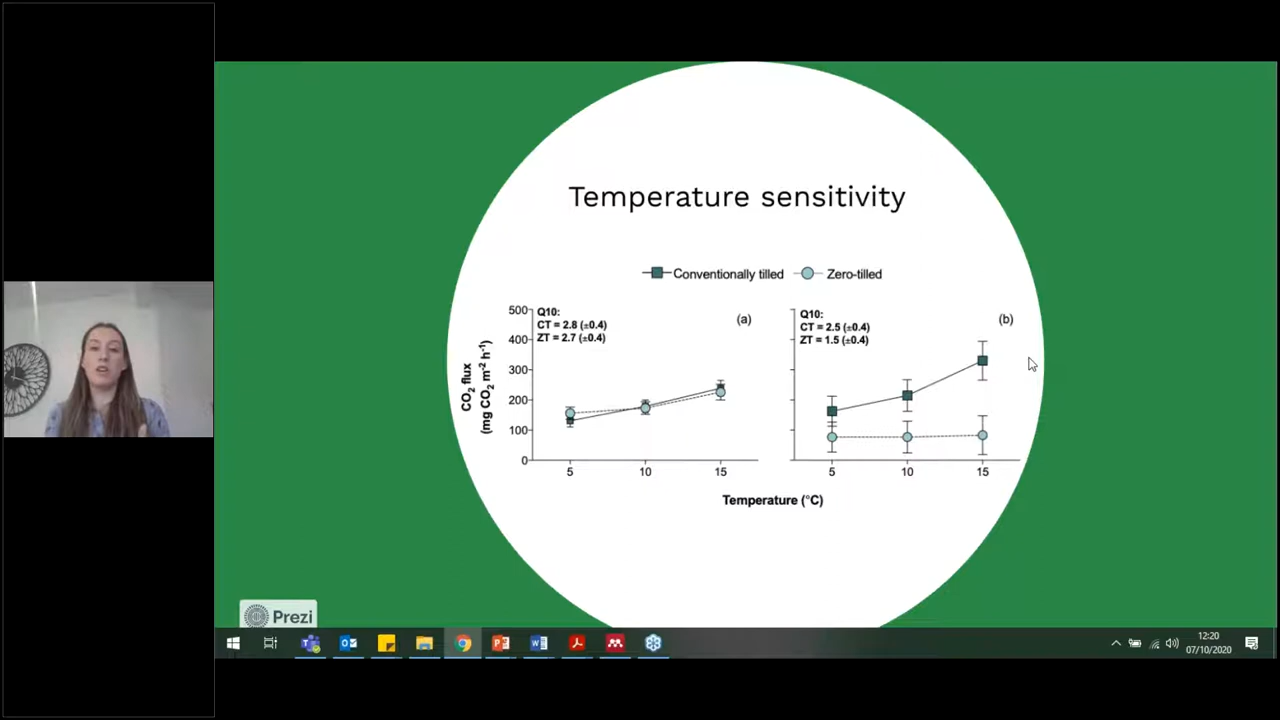 Temperature sensitivity
Conventionally tilled
Zero-tilled
CO2 flux
(mg CO2 m-2 h-1)
500
400
300
200
100
0
Q10:
CT = 2.8 (±0.4)
ZT = 2.7 (±0.4)
(a)
5 10 15
Q10:
CT = 2.5 (±0.4)
ZT = 1.5 (±0.4)
(b)
5 10 15
Temperature (°C)
Prezi
12:20
07/10/2020